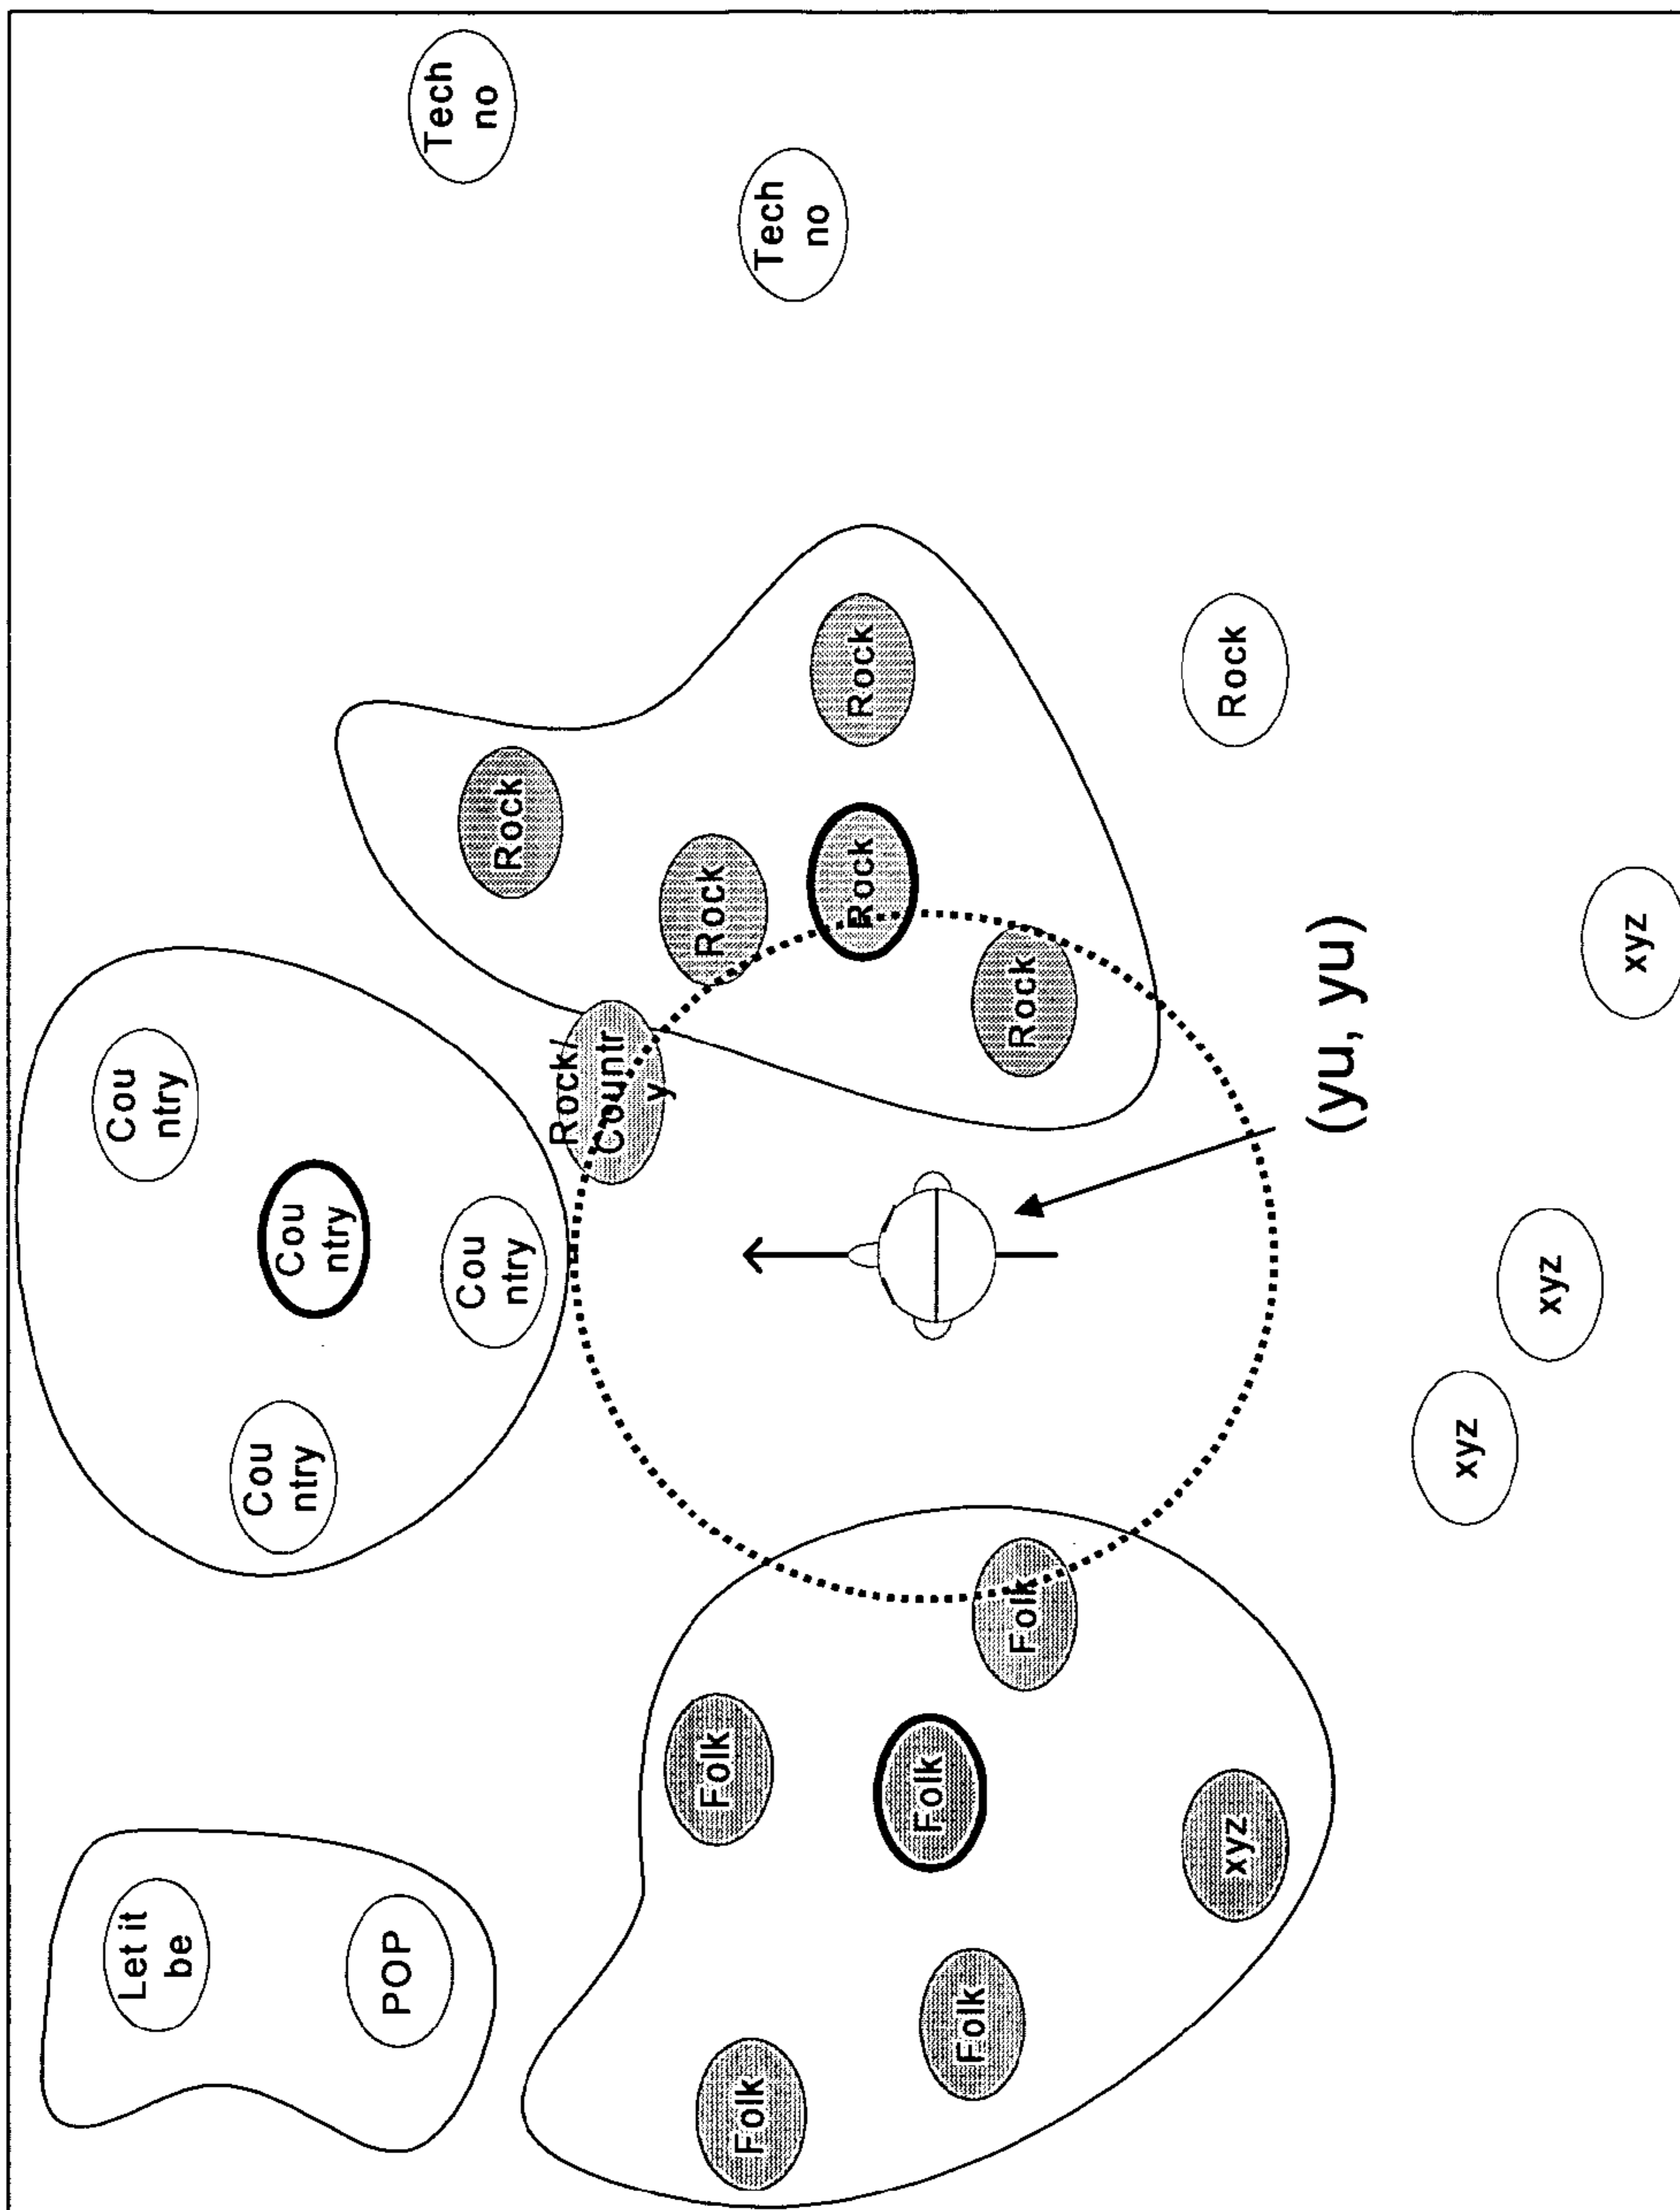 Let it
be
Cou
ntry
Cou
ntry
Cou
ntry
POP
Tech
no
Cou
ntry
Rock
Rock/
Countr
y
Folk
Rock
Folk
Tech
no
Rock
Rock
Folk
Folk
Folk
Rock
xyz
Rock
(yu, yu)
xyz
xyz
xyz